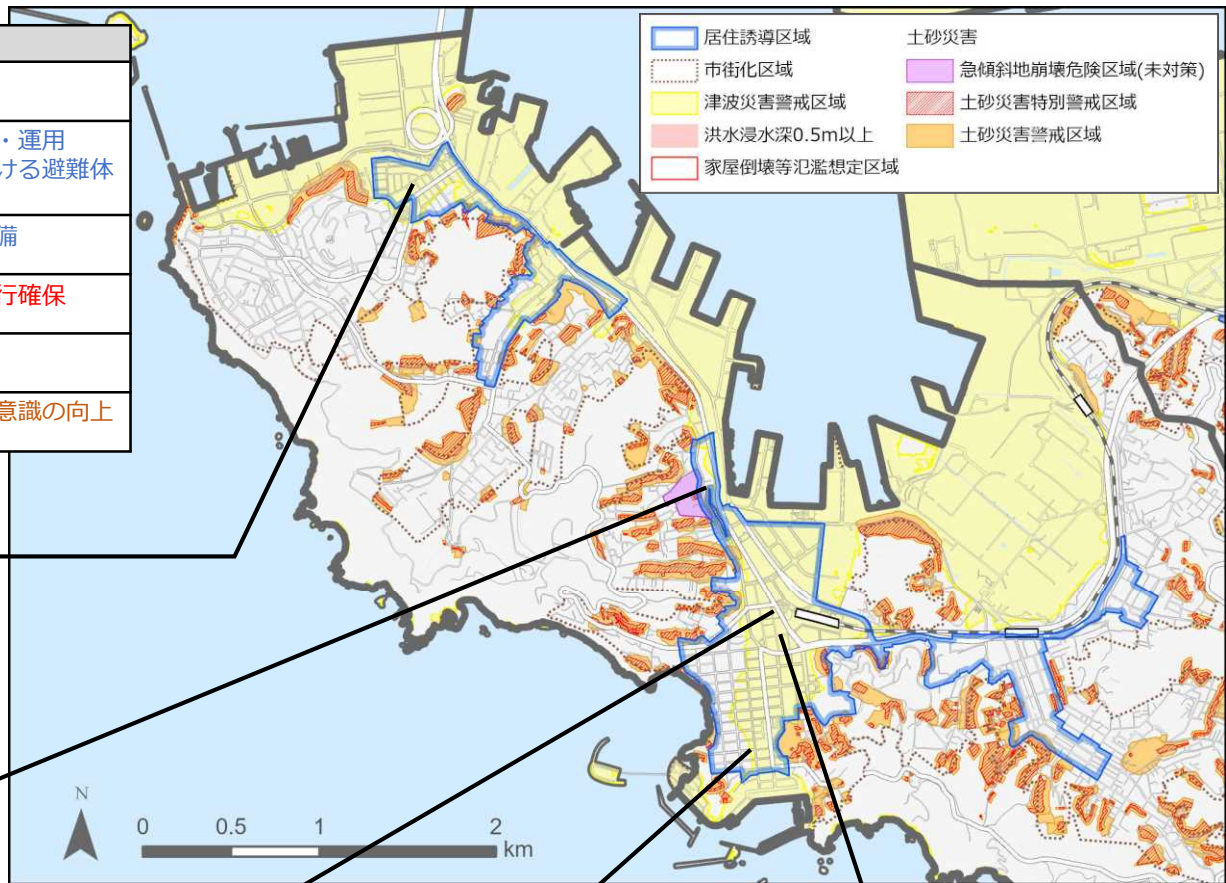 ・運用
ける避難体
備
行確保
意識の向上
居住誘導区域
市街化区域
津波災害警戒区域
洪水浸水深0.5m以上
家屋倒壊等氾濫想定区域
土砂災害
急傾斜地崩壊危険区域(未対策)
土砂災害特別警戒区域
土砂災害警戒区域
N
0 0.5 1 2
km